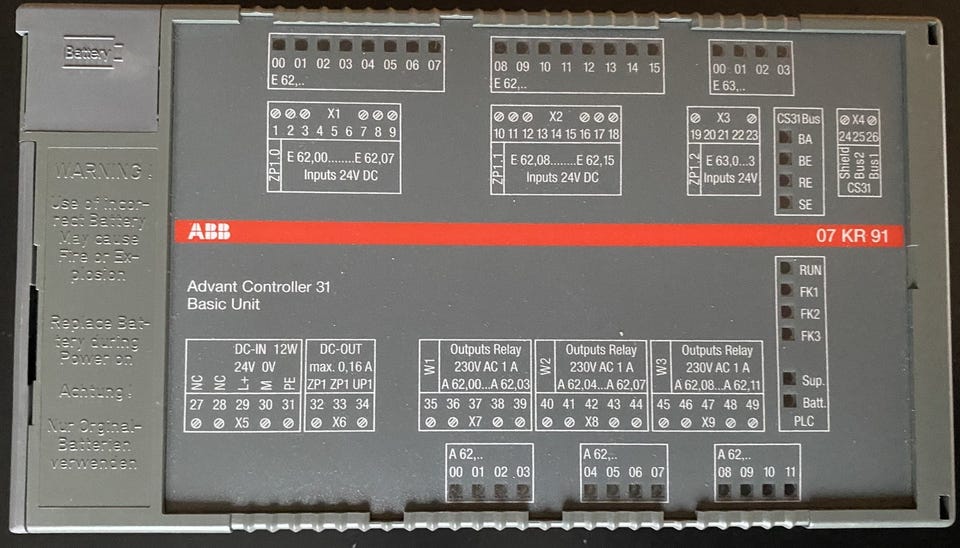 Battery
WARNING !
Use of Incor-
rect Battery
May cause
Fire or Ex-
plosion
Replace Bat-
tery during
Power on
Achtung !
Nur Orginal-
Batterien
verwenden
00 01 02 03 04 05 06 07
E 62,..
08 09 10 11 12 13 14 15
E 62,..
00 01 02 03
E 63,..
X1
1 2 3 4 5 6 7 8 9
ZP1.0
E 62,00........E 62,07
Inputs 24V DC
X2
10 11 12 13 14 15 16 17 18
ZP1.1
E 62,08........E 62,15
Inputs 24V DC
X3
19 20 21 22 23
ZP1.2
E 63,0...3
Inputs 24V
CS31Bus
BA
BE
RE
SE
X4
24 25 26
Shield
Bus2
Bus1
CS31
ABB
07 KR 91
Advant Controller 31
Basic Unit
DC-IN 12W
24V 0V
NC NC L+ M PE
27 28 29 30 31
X5
DC-OUT
max. 0,16 A
ZP1 ZP1 UP1
32 33 34
X6
W1
Outputs Relay
230V AC 1 A
A 62,00...A 62,03
35 36 37 38 39
X7
W2
Outputs Relay
230V AC 1 A
A 62,04...A 62,07
40 41 42 43 44
X8
W3
Outputs Relay
230V AC 1 A
A 62,08...A 62,11
45 46 47 48 49
X9
RUN
FK1
FK2
FK3
Sup.
Batt.
PLC
A 62,..
00 01 02 03
A 62,..
04 05 06 07
A 62,..
08 09 10 11